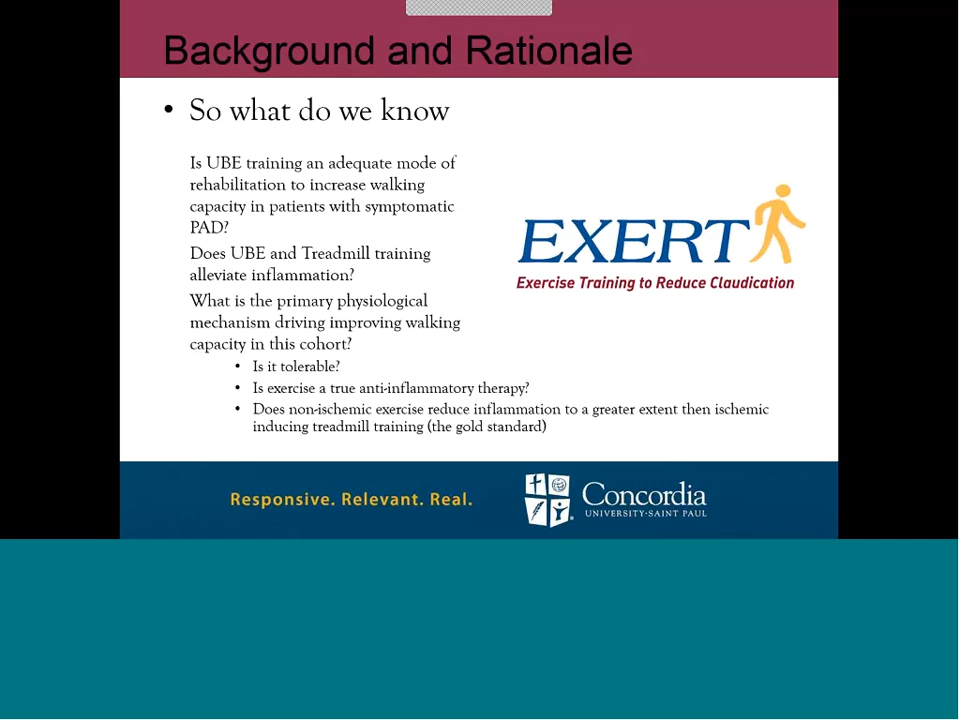 Background and Rationale
• So what do we know
Is UBE training an adequate mode of
rehabilitation to increase walking
capacity in patients with symptomatic
PAD?
Does UBE and Treadmill training
alleviate inflammation?
What is the primary physiological
mechanism driving improving walking
capacity in this cohort?
• Is it tolerable?
• Is exercise a true anti-inflammatory therapy?
• Does non-ischemic exercise reduce inflammation to a greater extent then ischemic
inducing treadmill training (the gold standard)
EXERT
Exercise Training to Reduce Claudication
Responsive. Relevant. Real.
Concordia
UNIVERSITY·SAINT PAUL